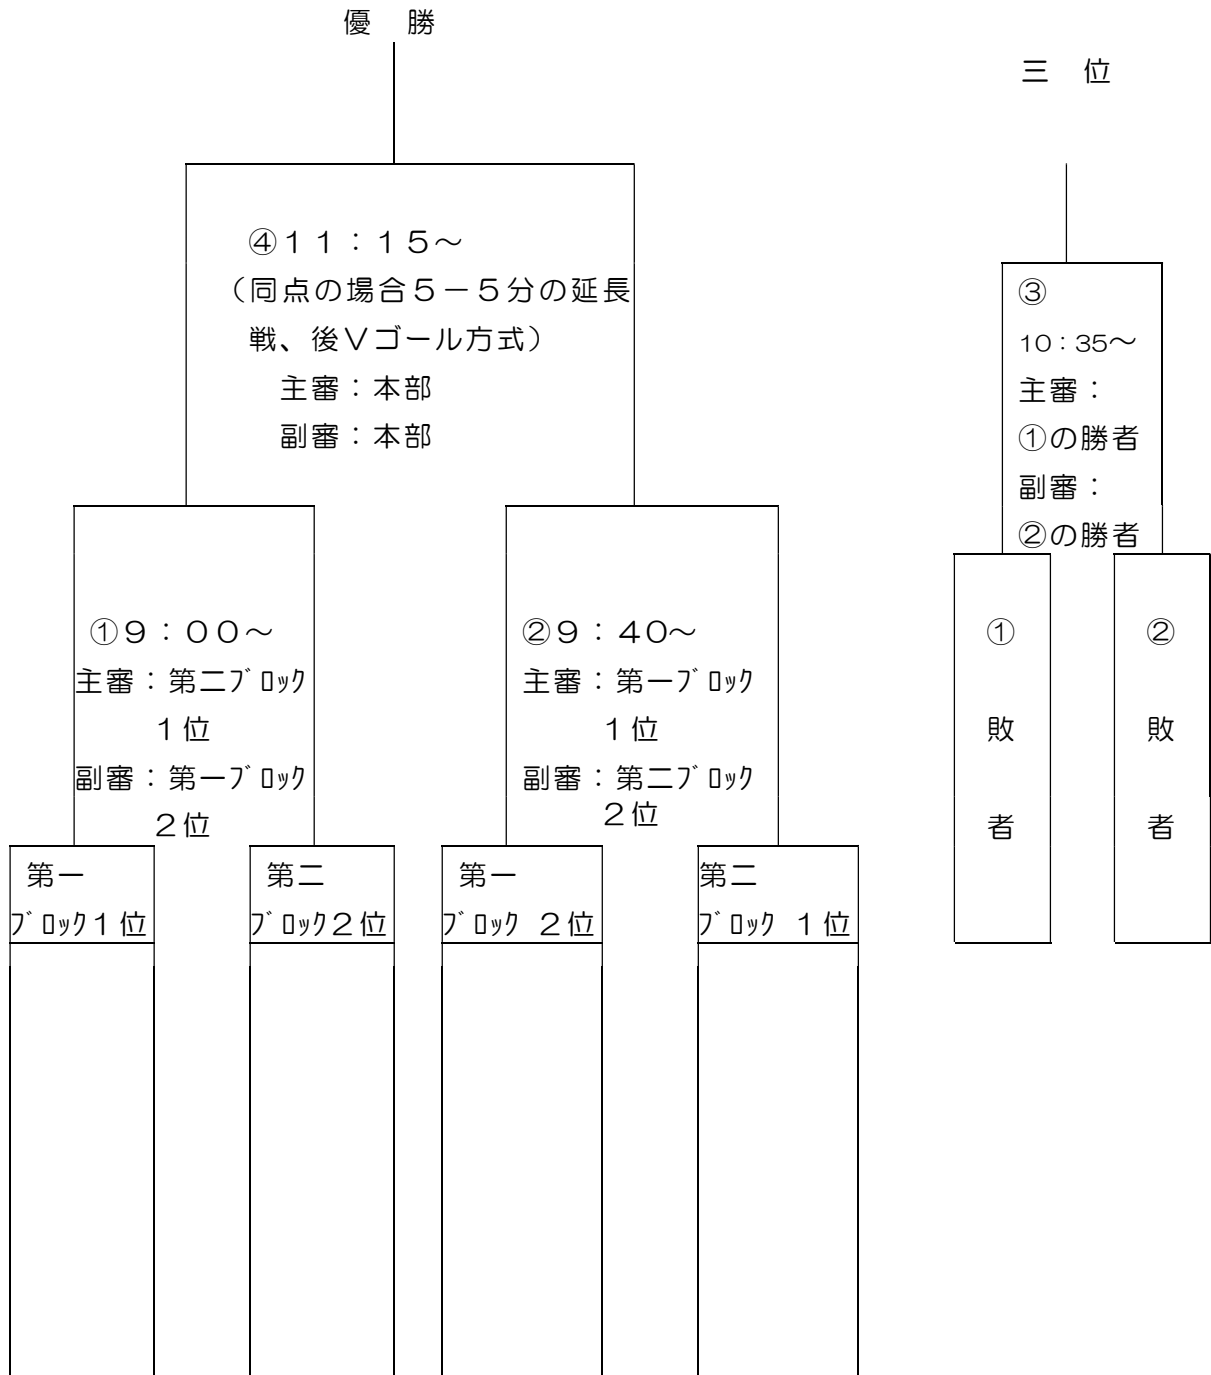 優　勝
三　位
④１１：１５～
（同点の場合５－５分の延長
戦、後Ｖゴール方式）
主審：本部
副審：本部
③
10：35～
主審：
①の勝者
副審：
②の勝者
①９：００～
主審：第二ﾌﾞﾛｯｸ
１位
副審：第一ﾌﾞﾛｯｸ
２位
②９：４０～
主審：第一ブロック
１位
副審：第二ブロック
２位
①
敗
者
②
敗
者
第一
ﾌﾞﾛｯｸ１位
第二
ﾌﾞﾛｯｸ２位
第一
ﾌﾞﾛｯｸ ２位
第二
ﾌﾞﾛｯｸ １位